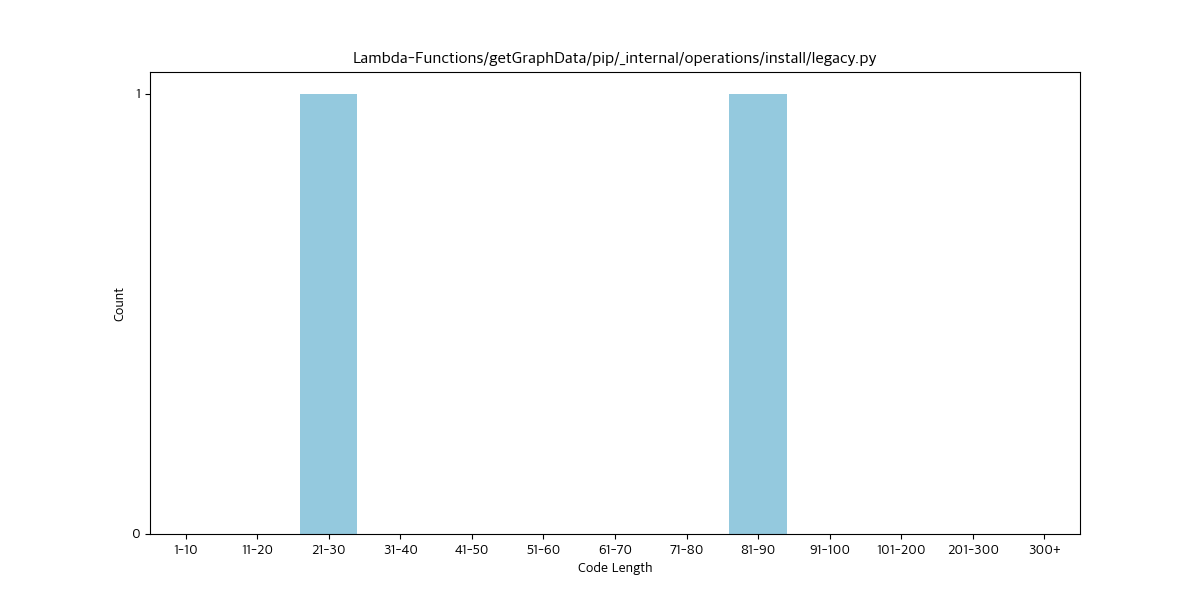 Lambda-Functions/getGraphData/pip/_internal/operations/install/legacy.py
1
Count
0
1-10 11-20 21-30 31-40 41-50 51-60 61-70 71-80 81-90 91-100 101-200 201-300 300+
Code Length